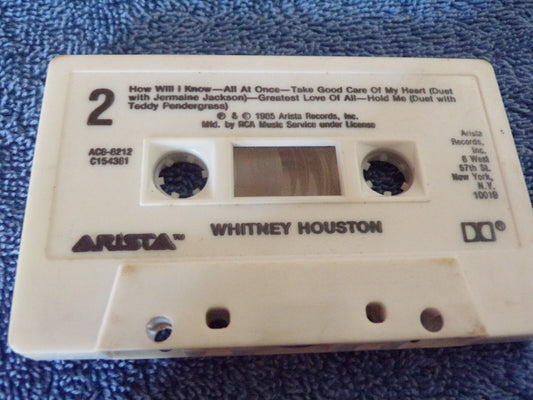 2
How Will I Know—All At Once—Take Good Care Of My Heart (Duet
with Jermaine Jackson)—Greatest Love Of All—Hold Me (Duet with
Teddy Pendergrass)
℗ & © 1985 Arista Records, Inc.
Mfd. by RCA Music Service under License
AC8-8212
C154361
Arista
Records,
Inc.
6 West
57th St.
New York,
N.Y.
10019
WHITNEY HOUSTON
ARISTA™